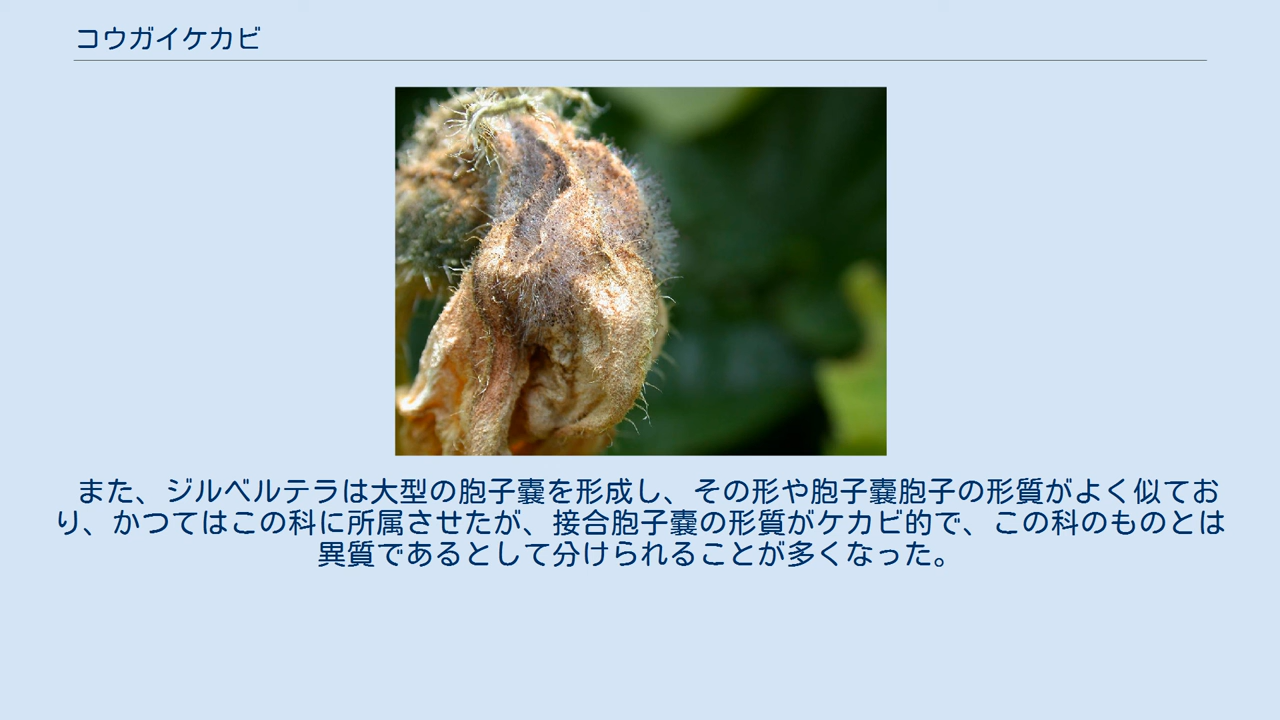 コウガイケカビ
また、ジルベルテラは大型の胞子嚢を形成し、その形や胞子嚢胞子の形質がよく似てお
り、かつてはこの科に所属させたが、接合胞子嚢の形質がケカビ的で、この科のものとは
異質であるとして分けられることが多くなった。